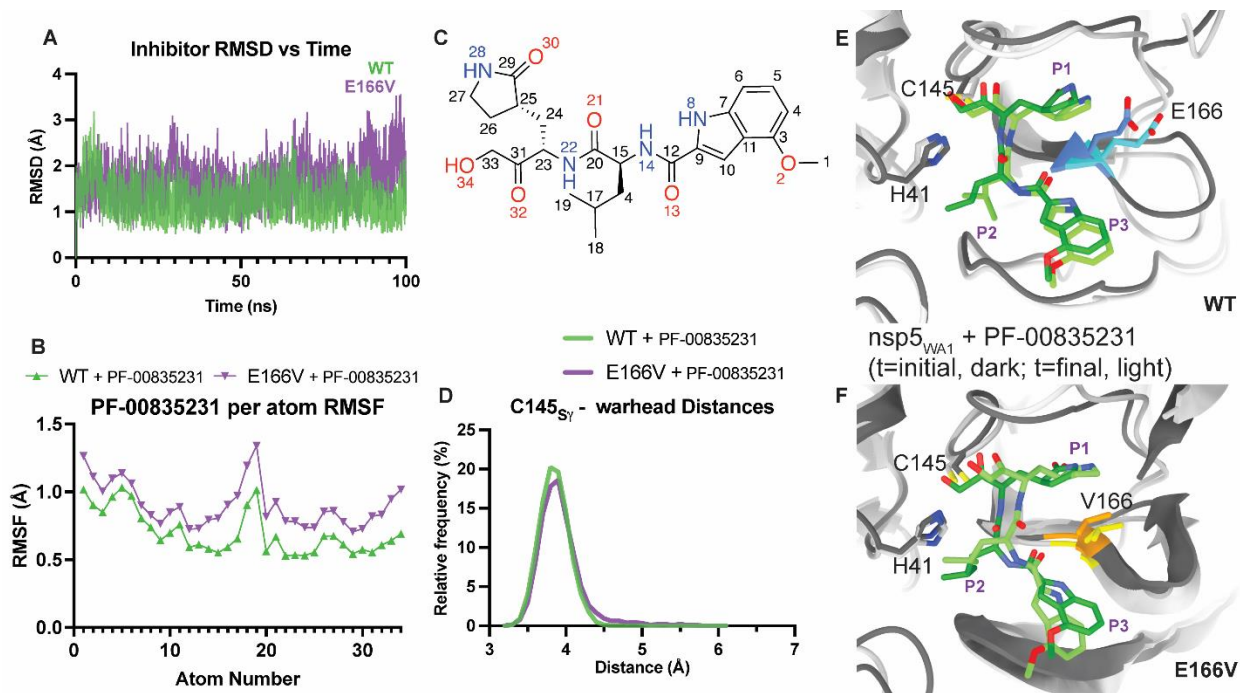 A
Inhibitor RMSD vs Time
WT
E166V
RMSD (Å)
4
3
2
1
0
0
50
100
Time (ns)
B
WT + PF-00835231
E166V + PF-00835231
PF-00835231 per atom RMSF
RMSF (Å)
1.5
1.0
0.5
0.0
0
10
20
30
Atom Number
C
O
30
28
HN
29
27
25
26
24
O
21
22
N
H
23
20
15
33
31
HO
34
O
32
19
17
4
18
H
N
14
12
O
13
8
HN
9
10
7
11
6
5
4
3
O
2
1
WT + PF-00835231
E166V + PF-00835231
D
C145Sγ - warhead Distances
Relative frequency (%)
25
20
15
10
5
0
3
4
5
6
7
Distance (Å)
E
P1
C145
E166
H41
P2
P3
WT
nsp5WA1 + PF-00835231
(t=initial, dark; t=final, light)
F
P1
C145
V166
H41
P2
P3
E166V